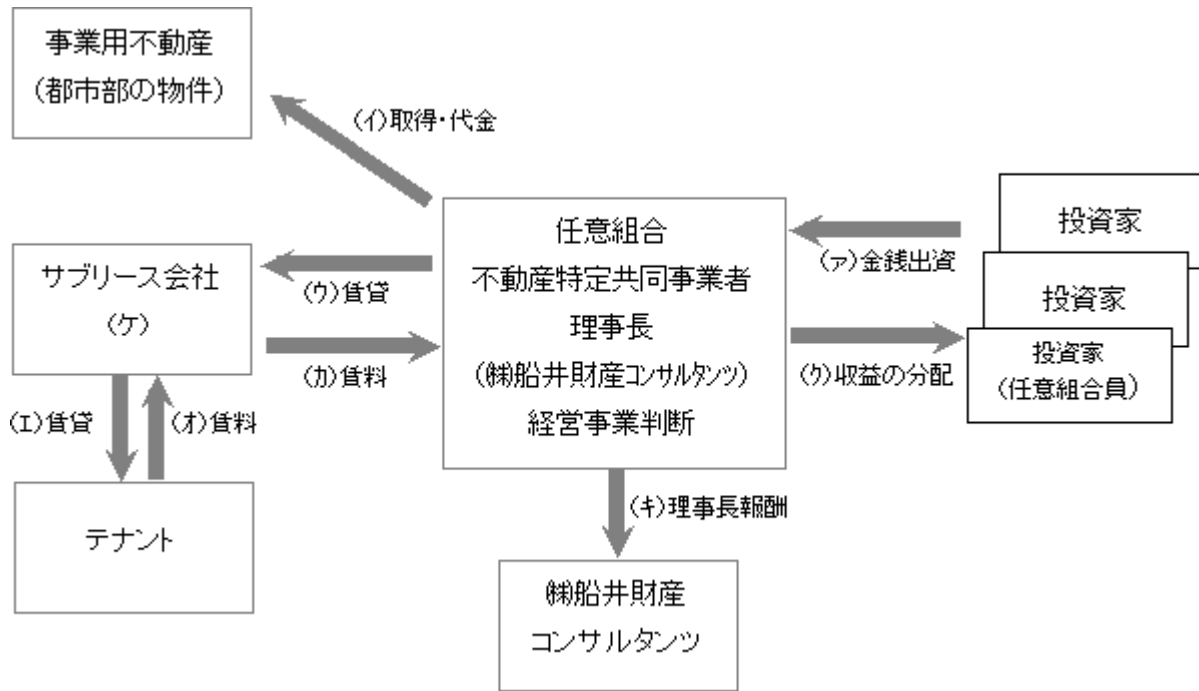 事業用不動産
(都市部の物件)
(イ)取得・代金
任意組合
不動産特定共同事業者
理事長
(㈱船井財産コンサルタンツ)
経営事業判断
投資家
投資家
投資家
(任意組合員)
(ア)金銭出資
(ク)収益の分配
サブリース会社
(ケ)
(ウ)賃貸
(カ)賃料
(エ)賃貸
(オ)賃料
テナント
(キ)理事長報酬
㈱船井財産
コンサルタンツ